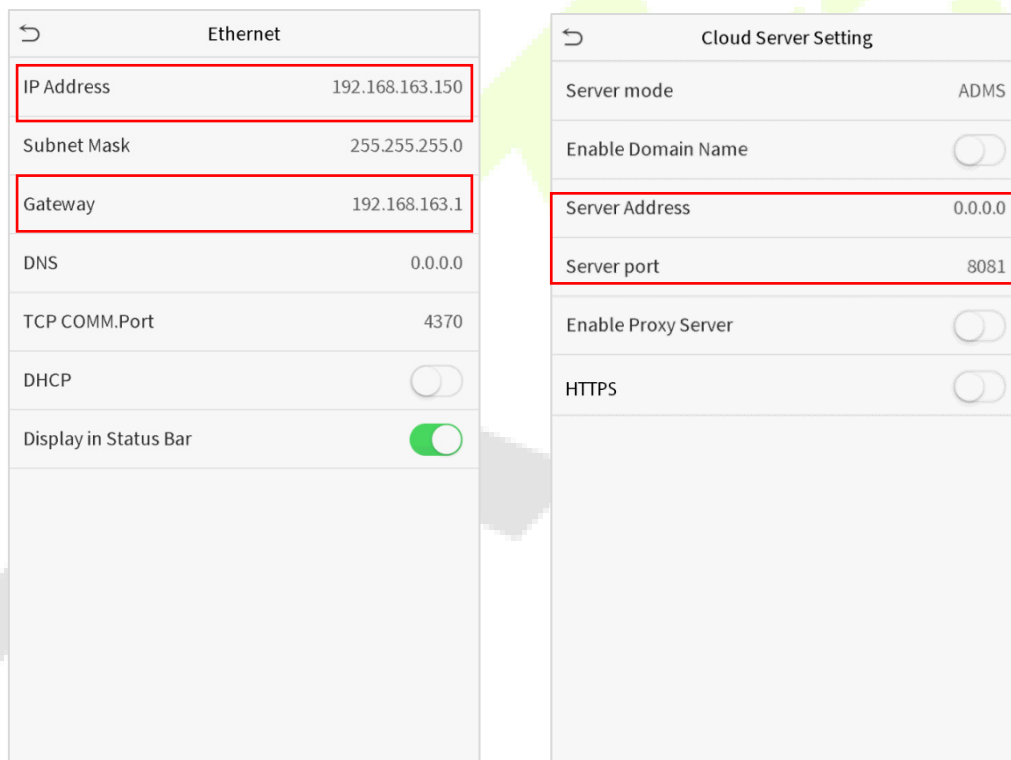 Ethernet
IP Address 192.168.163.150
Subnet Mask 255.255.255.0
Gateway 192.168.163.1
DNS 0.0.0.0
TCP COMM.Port 4370
DHCP
Display in Status Bar
Cloud Server Setting
Server mode ADMS
Enable Domain Name
Server Address 0.0.0.0
Server port 8081
Enable Proxy Server
HTTPS